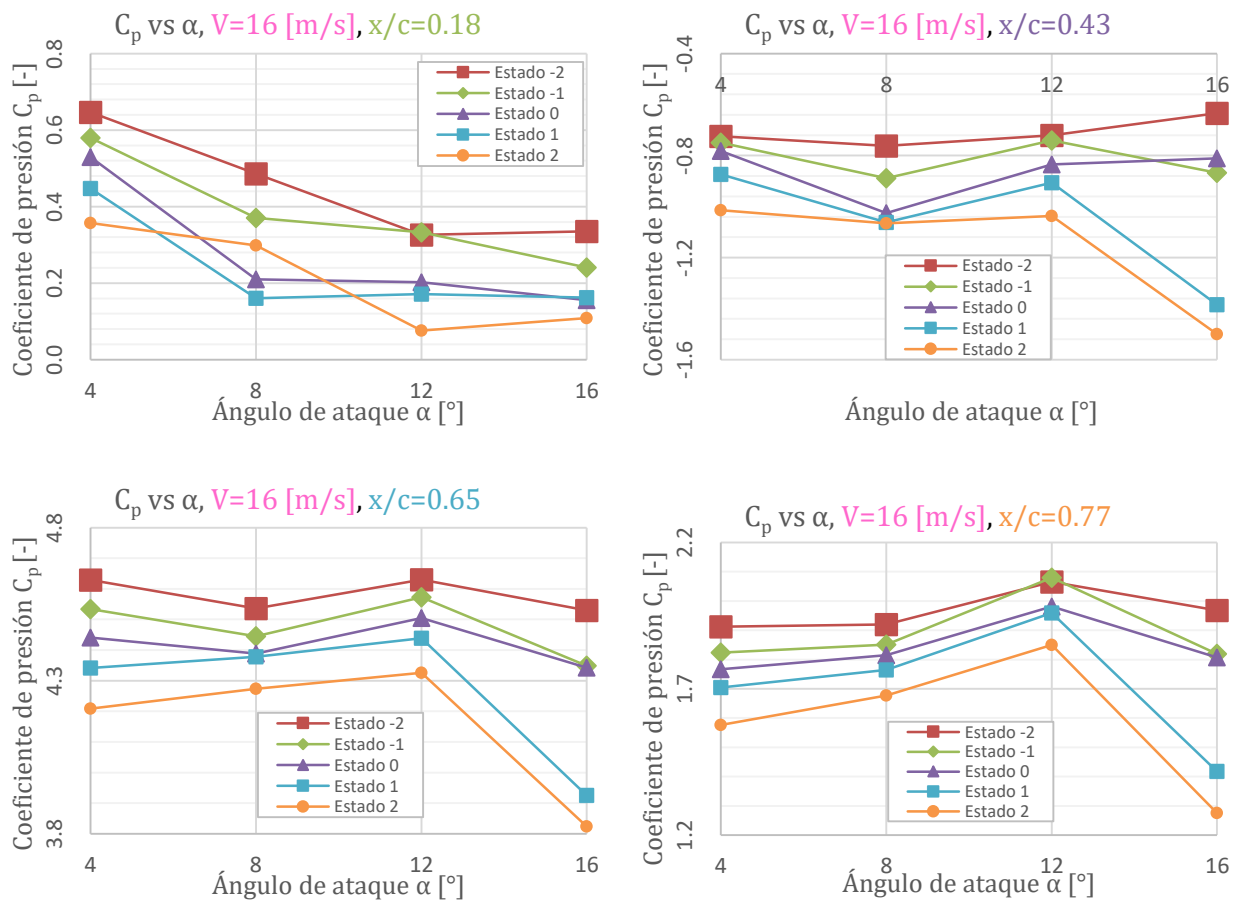 Cp vs α, V=16 [m/s], x/c=0.18
Coeficiente de presión Cp [-]
0.8
0.6
0.4
0.2
0.0
Estado -2
Estado -1
Estado 0
Estado 1
Estado 2
4 8 12 16
Ángulo de ataque α [°]
Cp vs α, V=16 [m/s], x/c=0.43
Coeficiente de presión Cp [-]
-0.4
-0.8
-1.2
-1.6
4 8 12 16
Estado -2
Estado -1
Estado 0
Estado 1
Estado 2
Ángulo de ataque α [°]
Cp vs α, V=16 [m/s], x/c=0.65
Coeficiente de presión Cp [-]
4.8
4.3
3.8
Estado -2
Estado -1
Estado 0
Estado 1
Estado 2
4 8 12 16
Ángulo de ataque α [°]
Cp vs α, V=16 [m/s], x/c=0.77
Coeficiente de presión Cp [-]
2.2
1.7
1.2
Estado -2
Estado -1
Estado 0
Estado 1
Estado 2
4 8 12 16
Ángulo de ataque α [°]